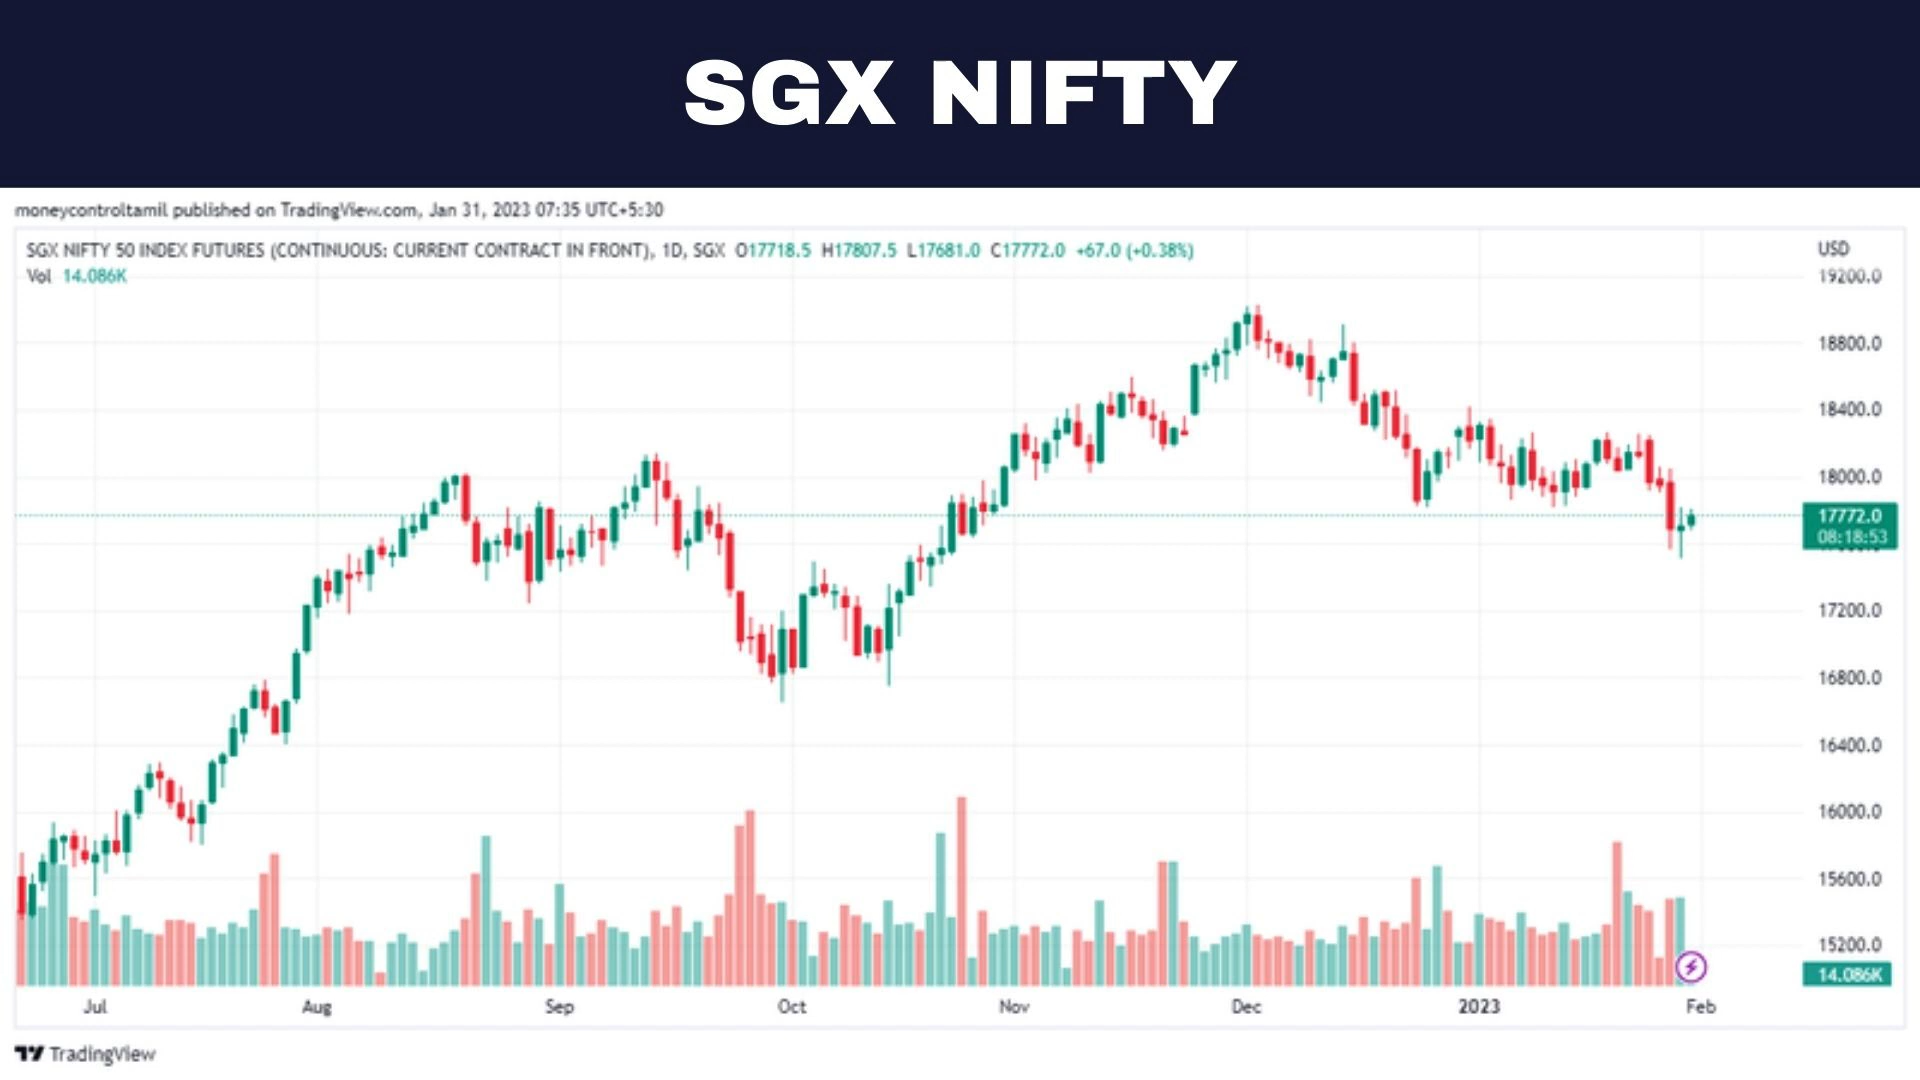 SGX NIFTY
moneycontroltamil published on TradingView.com, Jan 31, 2023 07:35 UTC+5:30
SGX NIFTY 50 INDEX FUTURES (CONTINUOUS: CURRENT CONTRACT IN FRONT), 1D, SGX O17718.5 H17807.5 L17681.0 C17772.0 +67.0 (+0.38%)
Vol 14.086K
USD
19200.0
18800.0
18400.0
18000.0
17772.0
08:18:53
17200.0
16800.0
16400.0
16000.0
15600.0
15200.0
14.086K
Jul Aug Sep Oct Nov Dec 2023 Feb
TradingView